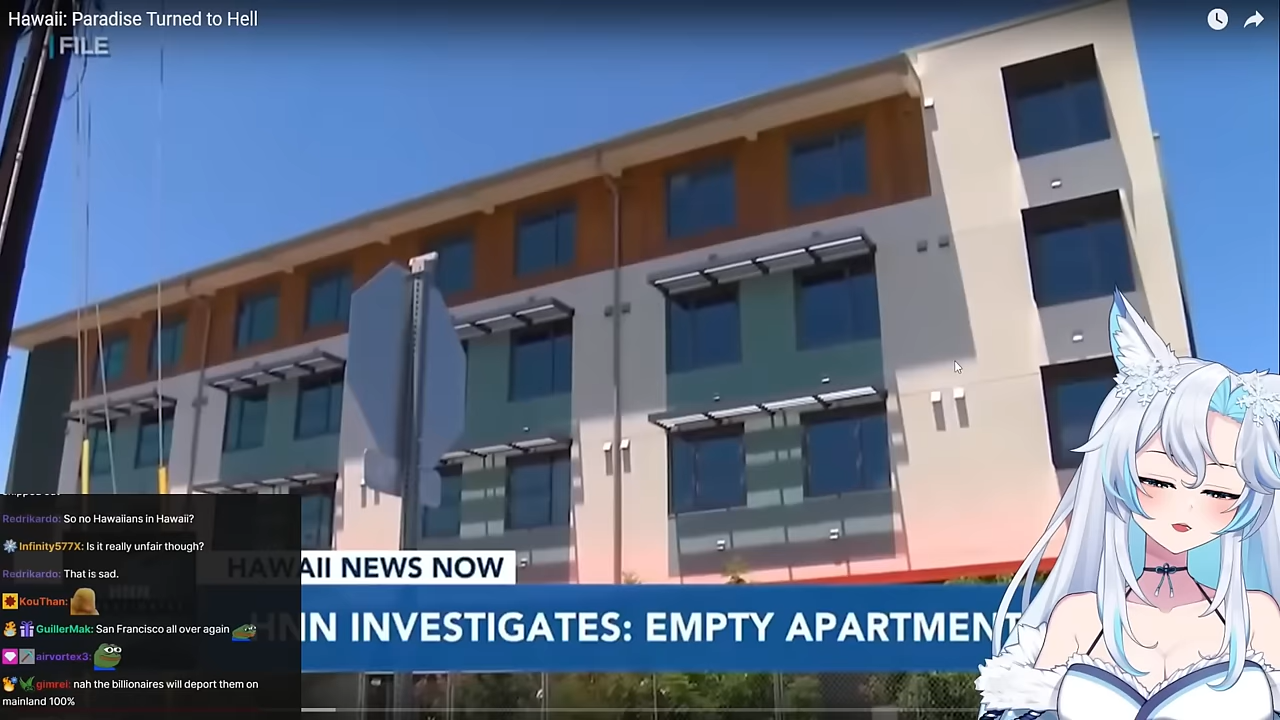 Hawaii: Paradise Turned to Hell
FILE
Redrikardo: So no Hawaiians in Hawaii?
Infinity577X: Is it really unfair though?
Redrikardo: That is sad.
KouThan:
GuillerMak: San Francisco all over again
airvortex3:
gimrei: nah the billionaires will deport them on
mainland 100%
HAWAII NEWS NOW
HNN INVESTIGATES: EMPTY APARTMENT